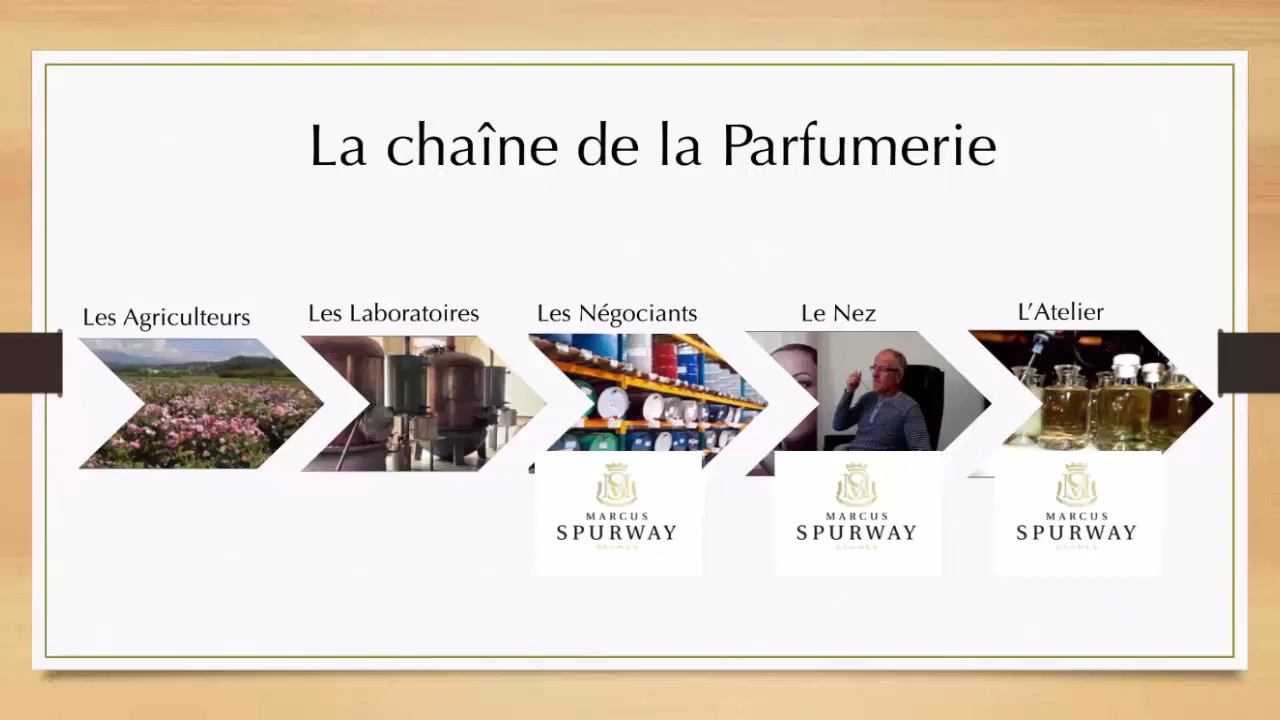 La chaîne de la Parfumerie
Les Agriculteurs
Les Laboratoires
Les Négociants
Le Nez
L’Atelier
MARCUS
SPURWAY
MARCUS
SPURWAY
MARCUS
SPURWAY